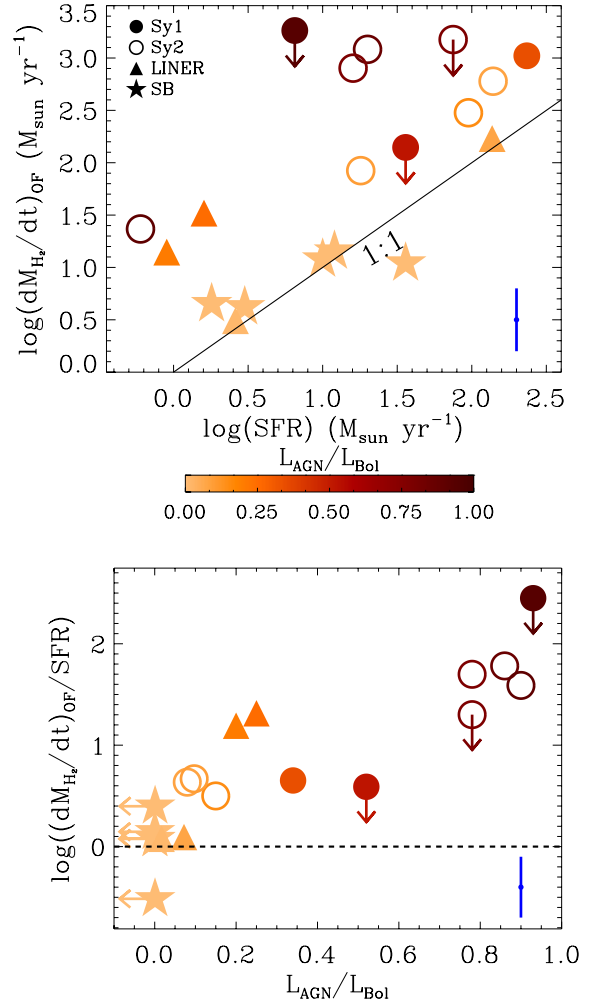 Sy1
Sy2
LINER
SB
3.5
3.0
2.5
2.0
1.5
1.0
0.5
0.0
log(dM_H₂/dt)_OF (M_sun yr⁻¹)
1:1
0.0 0.5 1.0 1.5 2.0 2.5
log(SFR) (M_sun yr⁻¹)
L_AGN/L_Bol
0.00 0.25 0.50 0.75 1.00
2
1
0
log((dM_H₂/dt)_OF/SFR)
0.0 0.2 0.4 0.6 0.8 1.0
L_AGN/L_Bol